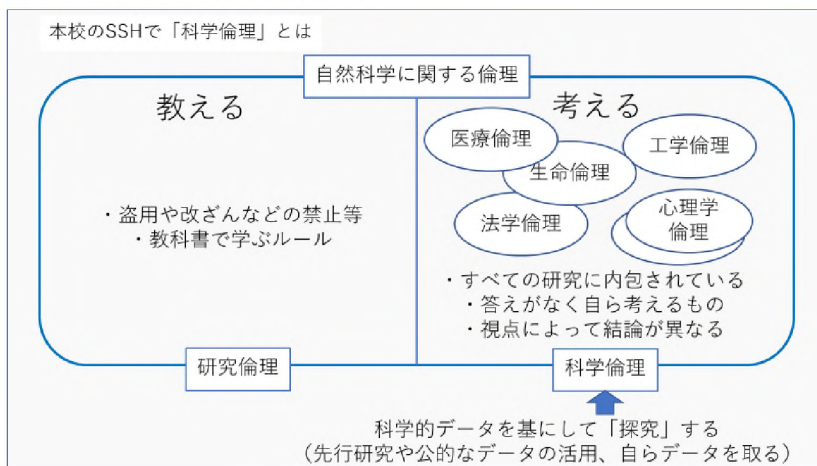 本校のSSHで「科学倫理」とは
自然科学に関する倫理
教える
・盗用や改ざんなどの禁止等
・教科書で学ぶルール
研究倫理
考える
医療倫理
生命倫理
工学倫理
法学倫理
心理学
倫理
・すべての研究に内包されている
・答えがなく自ら考えるもの
・視点によって結論が異なる
科学倫理
科学的データを基にして「探究」する
（先行研究や公的なデータの活用、自らデータを取る）